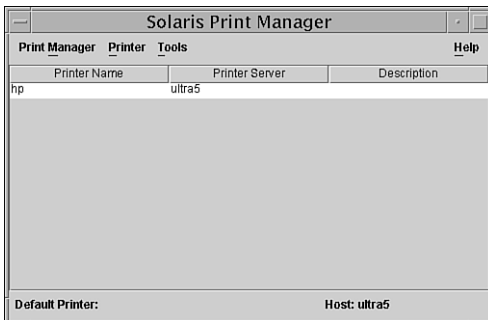 Solaris Print Manager
Print Manager Printer Tools Help
Printer Name Printer Server Description
hp ultra5
Default Printer: Host: ultra5